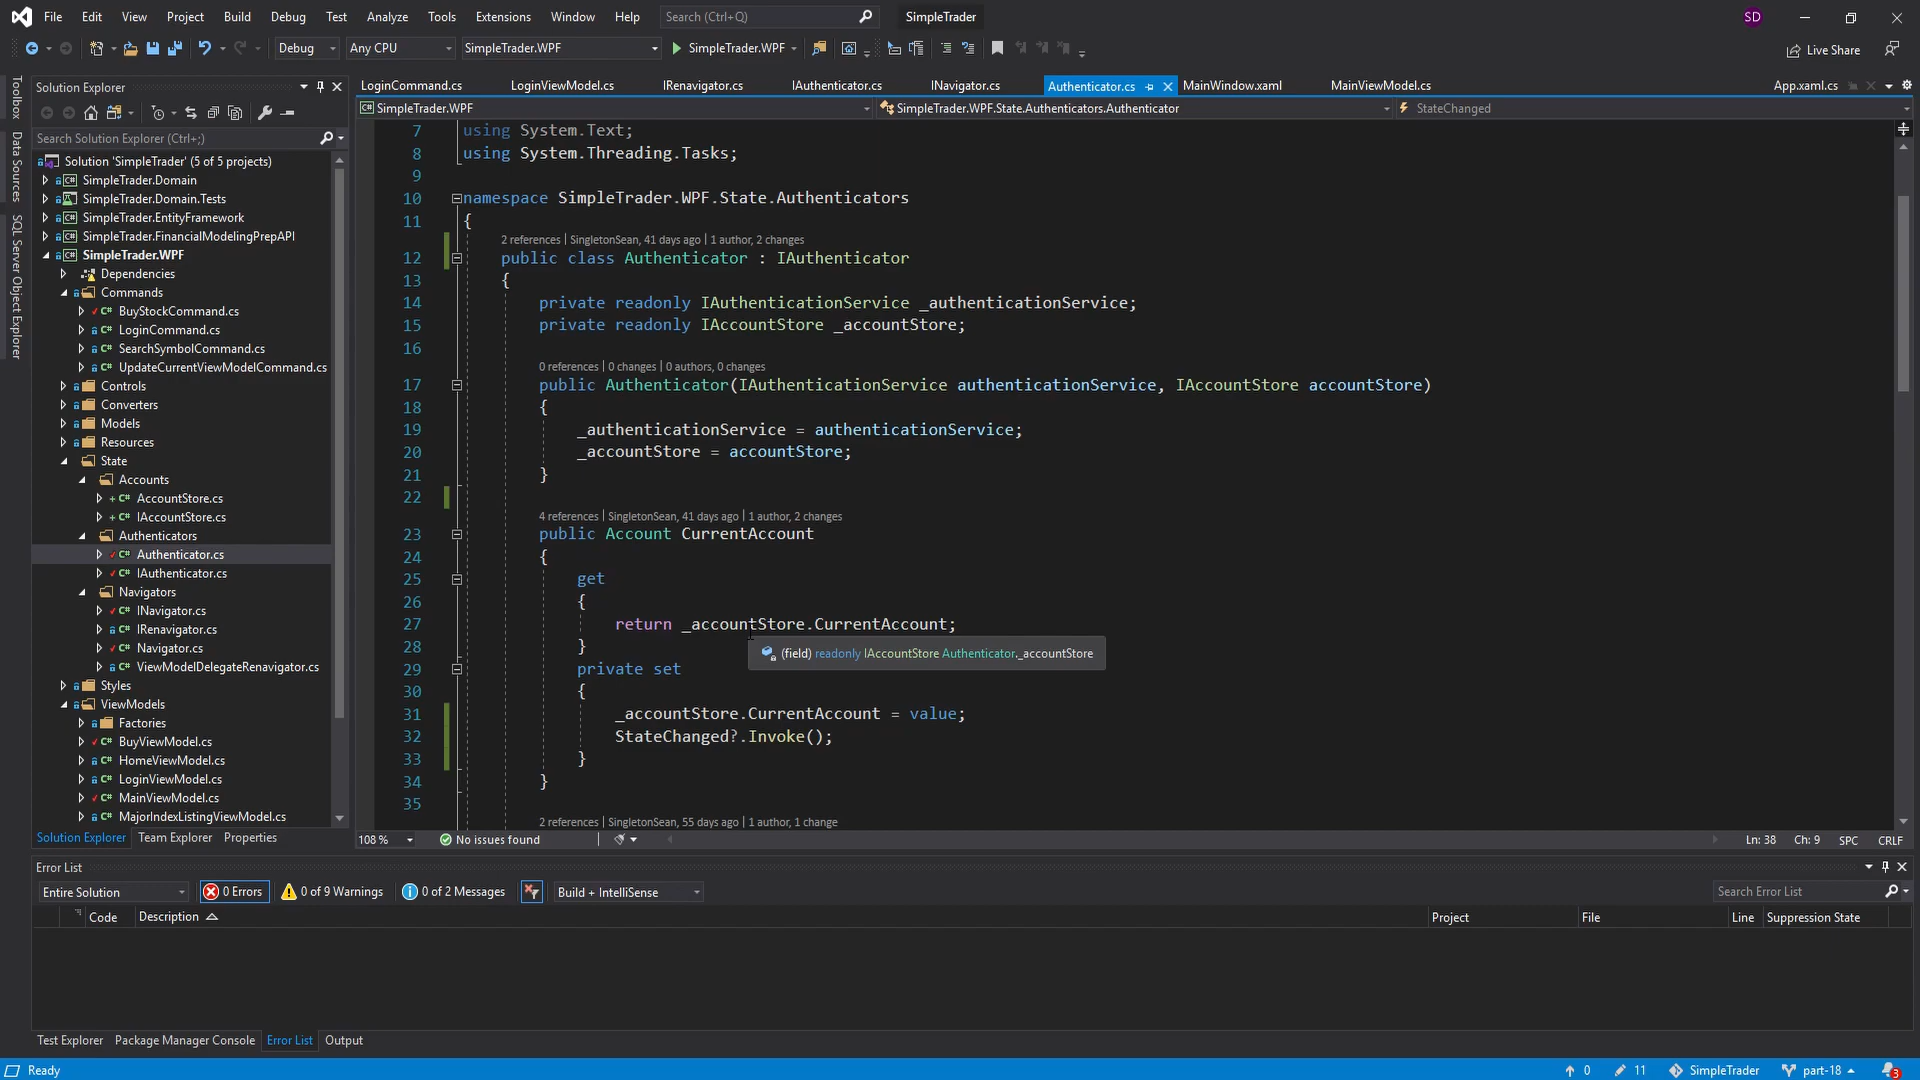 File Edit View Project Build Debug Test Analyze Tools Extensions Window Help Search (Ctrl+Q) SimpleTrader SD
Debug Any CPU SimpleTrader.WPF SimpleTrader.WPF Live Share
LoginCommand.cs LoginViewModel.cs IRenavigator.cs IAuthenticator.cs INavigator.cs Authenticator.cs MainWindow.xaml MainViewModel.cs App.xaml.cs
SimpleTrader.WPF SimpleTrader.WPF.State.Authenticators.Authenticator StateChanged
Toolbox
Data Sources
SQL Server Object Explorer
Solution Explorer
Search Solution Explorer (Ctrl+;)
Solution 'SimpleTrader' (5 of 5 projects)
SimpleTrader.Domain
SimpleTrader.Domain.Tests
SimpleTrader.EntityFramework
SimpleTrader.FinancialModelingPrepAPI
SimpleTrader.WPF
Dependencies
Commands
BuyStockCommand.cs
LoginCommand.cs
SearchSymbolCommand.cs
UpdateCurrentViewModelCommand.cs
Controls
Converters
Models
Resources
State
Accounts
AccountStore.cs
IAccountStore.cs
Authenticators
Authenticator.cs
IAuthenticator.cs
Navigators
INavigator.cs
IRenavigator.cs
Navigator.cs
ViewModelDelegateRenavigator.cs
Styles
ViewModels
Factories
BuyViewModel.cs
HomeViewModel.cs
LoginViewModel.cs
MainViewModel.cs
MajorIndexListingViewModel.cs
Solution Explorer Team Explorer Properties
7 using System.Text;
8 using System.Threading.Tasks;
9
10 namespace SimpleTrader.WPF.State.Authenticators
11 {
2 references | SingletonSean, 41 days ago | 1 author, 2 changes
12 public class Authenticator : IAuthenticator
13 {
14 private readonly IAuthenticationService _authenticationService;
15 private readonly IAccountStore _accountStore;
16
0 references | 0 changes | 0 authors, 0 changes
17 public Authenticator(IAuthenticationService authenticationService, IAccountStore accountStore)
18 {
19 _authenticationService = authenticationService;
20 _accountStore = accountStore;
21 }
22
4 references | SingletonSean, 41 days ago | 1 author, 2 changes
23 public Account CurrentAccount
24 {
25 get
26 {
27 return _accountStore.CurrentAccount;
28 }
(field) readonly IAccountStore Authenticator._accountStore
29 private set
30 {
31 _accountStore.CurrentAccount = value;
32 StateChanged?.Invoke();
33 }
34 }
35
2 references | SingletonSean, 55 days ago | 1 author, 1 change
108 % No issues found Ln: 38 Ch: 9 SPC CRLF
Error List
Entire Solution 0 Errors 0 of 9 Warnings 0 of 2 Messages Build + IntelliSense Search Error List
Code Description Project File Line Suppression State
Test Explorer Package Manager Console Error List Output
Ready 0 11 SimpleTrader part-18 3